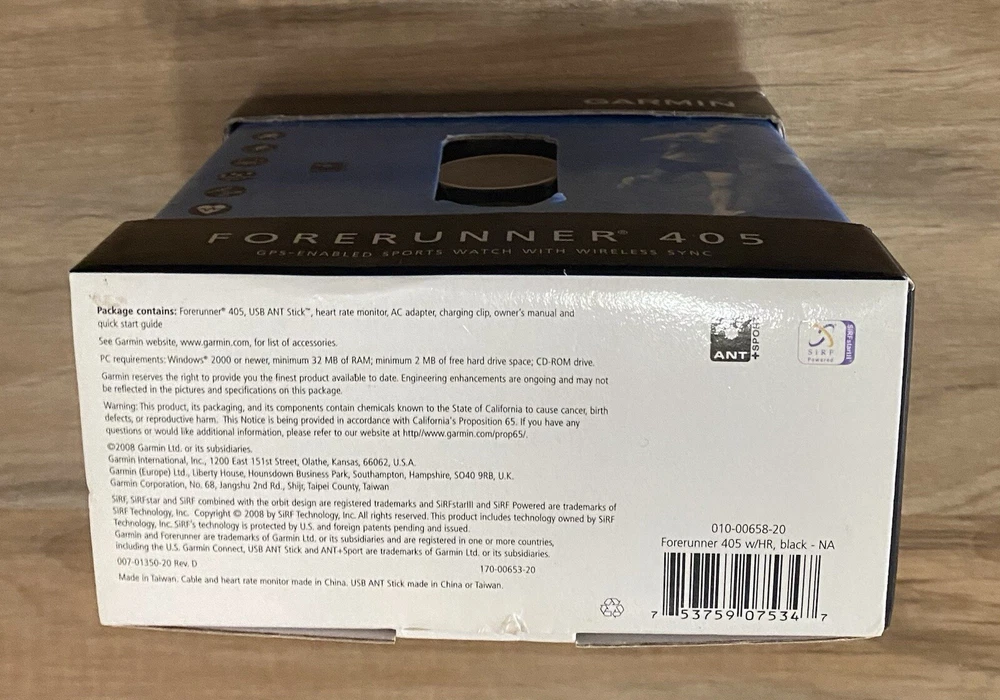 GARMIN
FORERUNNER® 405
GPS-ENABLED SPORTS WATCH WITH WIRELESS SYNC
Package contains: Forerunner® 405, USB ANT Stick™, heart rate monitor, AC adapter, charging clip, owner's manual and
quick start guide
See Garmin website, www.garmin.com, for list of accessories.
PC requirements: Windows® 2000 or newer, minimum 32 MB of RAM; minimum 2 MB of free hard drive space; CD-ROM drive.
Garmin reserves the right to provide you the finest product available to date. Engineering enhancements are ongoing and may not
be reflected in the pictures and specifications on this package.
Warning: This product, its packaging, and its components contain chemicals known to the State of California to cause cancer, birth
defects, or reproductive harm. This Notice is being provided in accordance with California's Proposition 65. If you have any
questions or would like additional information, please refer to our website at http//www.garmin.com/prop65/.
©2008 Garmin Ltd. or its subsidiaries.
Garmin International, Inc., 1200 East 151st Street, Olathe, Kansas, 66062, U.S.A.
Garmin (Europe) Ltd., Liberty House, Hounsdown Business Park, Southampton, Hampshire, SO40 9RB, U.K.
Garmin Corporation, No. 68, Jangshu 2nd Rd., Shijr, Taipei County, Taiwan
SiRF, SiRFstar and SiRF combined with the orbit design are registered trademarks and SiRFstarIII and SiRF Powered are trademarks of
SiRF Technology, Inc. Copyright © 2008 by SiRF Technology, Inc. All rights reserved. This product includes technology owned by SiRF
Technology, Inc. SiRF's technology is protected by U.S. and foreign patents pending and issued.
Garmin and Forerunner are trademarks of Garmin Ltd. or its subsidiaries and are registered in one or more countries,
including the U.S. Garmin Connect, USB ANT Stick and ANT+Sport are trademarks of Garmin Ltd. or its subsidiaries.
007-01350-20 Rev. D
170-00653-20
Made in Taiwan. Cable and heart rate monitor made in China. USB ANT Stick made in China or Taiwan.
ANT
+SPORT
SiRF
Powered
SiRFstarIII
010-00658-20
Forerunner 405 w/HR, black - NA
7 53759 07534 7